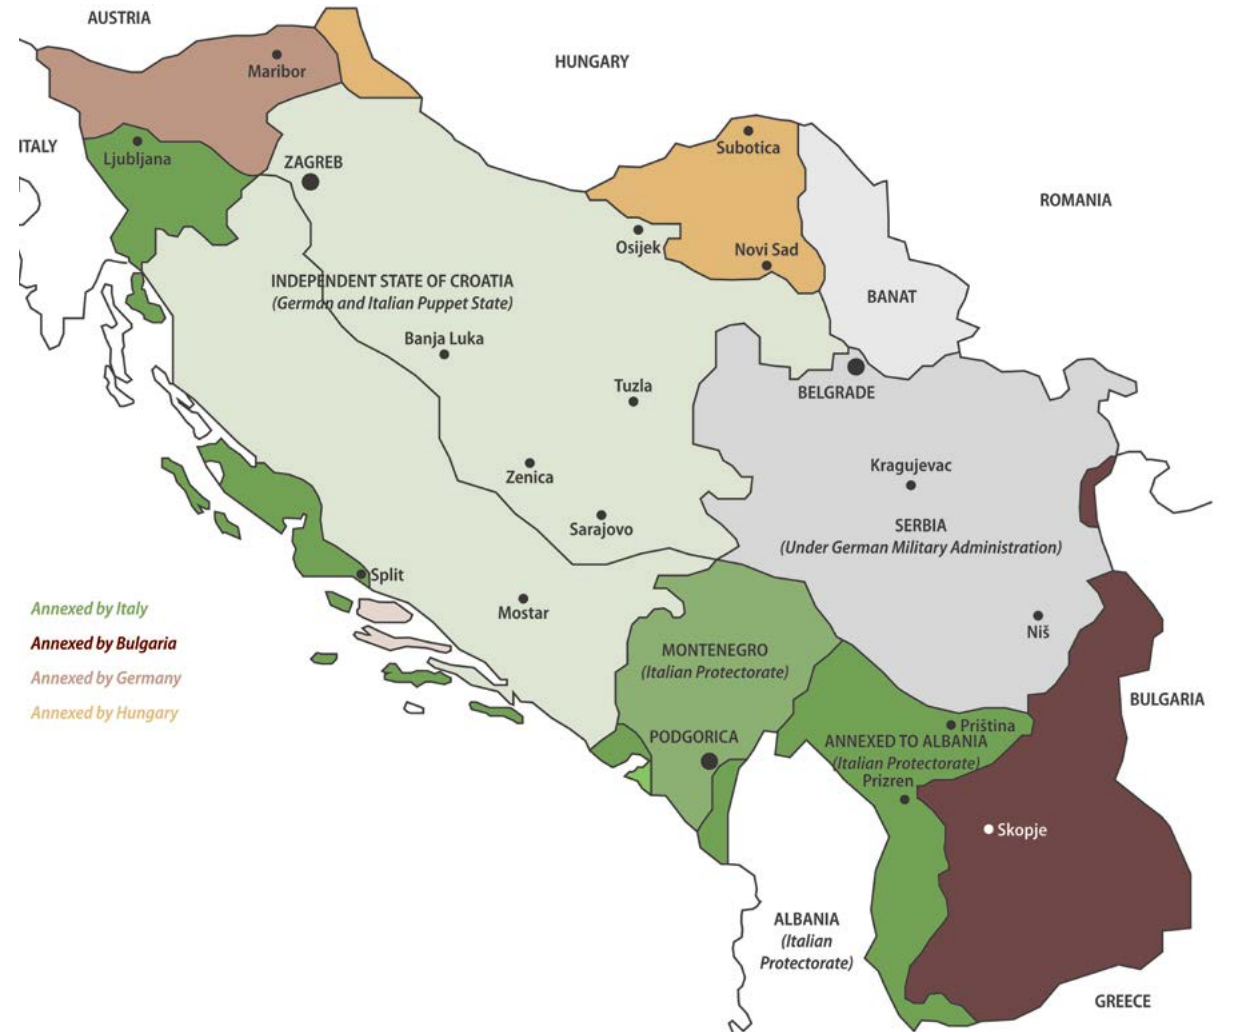 AUSTRIA
HUNGARY
Maribor
ITALY
Ljubljana
ZAGREB
Subotica
ROMANIA
Osijek
Novi Sad
INDEPENDENT STATE OF CROATIA
(German and Italian Puppet State)
BANAT
Banja Luka
Tuzla
BELGRADE
Kragujevac
Zenica
Sarajovo
SERBIA
(Under German Military Administration)
Split
Mostar
Niš
Annexed by Italy
Annexed by Bulgaria
Annexed by Germany
Annexed by Hungary
MONTENEGRO
(Italian Protectorate)
BULGARIA
PODGORICA
Priština
ANNEXED TO ALBANIA
(Italian Protectorate)
Prizren
Skopje
ALBANIA
(Italian
Protectorate)
GREECE